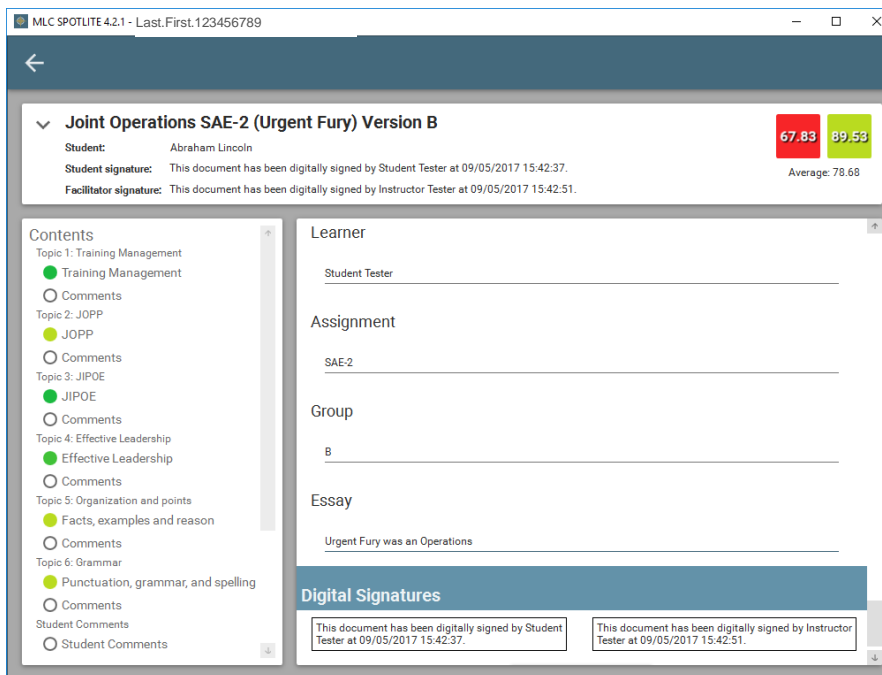 MLC SPOTLITE 4.2.1 - Last.First.123456789
Joint Operations SAE-2 (Urgent Fury) Version B
Student: Abraham Lincoln
Student signature: This document has been digitally signed by Student Tester at 09/05/2017 15:42:37.
Facilitator signature: This document has been digitally signed by Instructor Tester at 09/05/2017 15:42:51.
67.83 89.53
Average: 78.68
Contents
Topic 1: Training Management
Training Management
Comments
Topic 2: JOPP
JOPP
Comments
Topic 3: JIPOE
JIPOE
Comments
Topic 4: Effective Leadership
Effective Leadership
Comments
Topic 5: Organization and points
Facts, examples and reason
Comments
Topic 6: Grammar
Punctuation, grammar, and spelling
Comments
Student Comments
Student Comments
Learner
Student Tester
Assignment
SAE-2
Group
B
Essay
Urgent Fury was an Operations
Digital Signatures
This document has been digitally signed by Student
Tester at 09/05/2017 15:42:37.
This document has been digitally signed by Instructor
Tester at 09/05/2017 15:42:51.